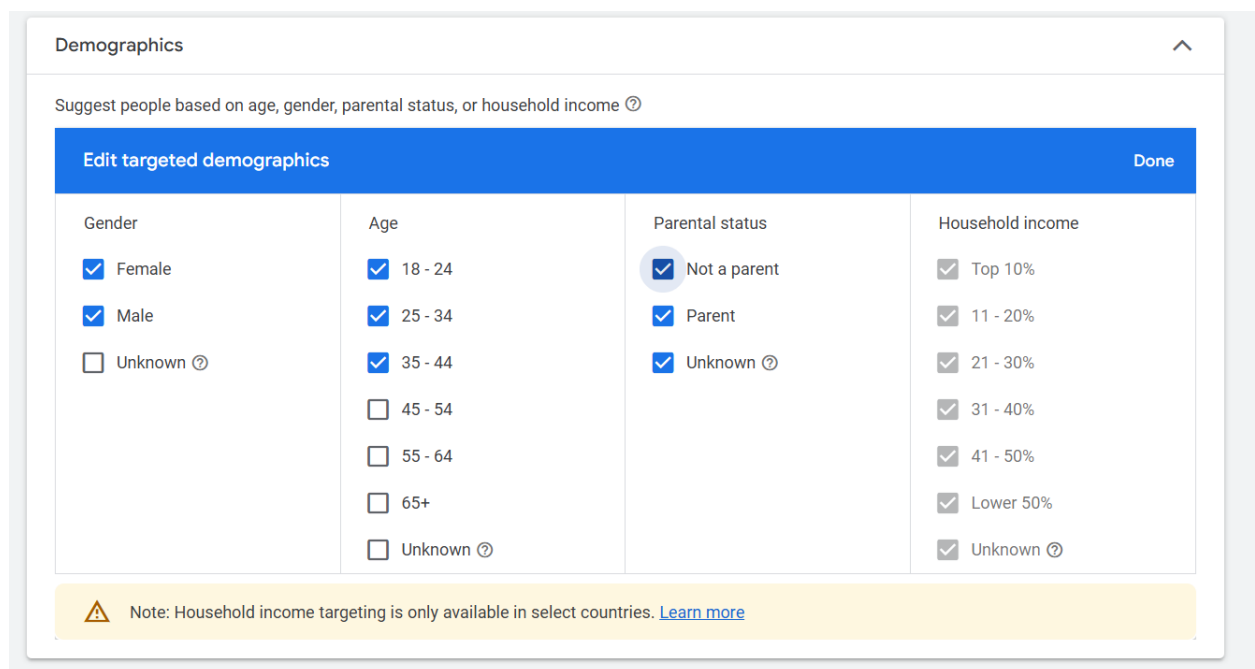 Demographics
Suggest people based on age, gender, parental status, or household income
Edit targeted demographics
Done
Gender
Female
Male
Unknown
Age
18 - 24
25 - 34
35 - 44
45 - 54
55 - 64
65+
Unknown
Parental status
Not a parent
Parent
Unknown
Household income
Top 10%
11 - 20%
21 - 30%
31 - 40%
41 - 50%
Lower 50%
Unknown
Note: Household income targeting is only available in select countries. Learn more